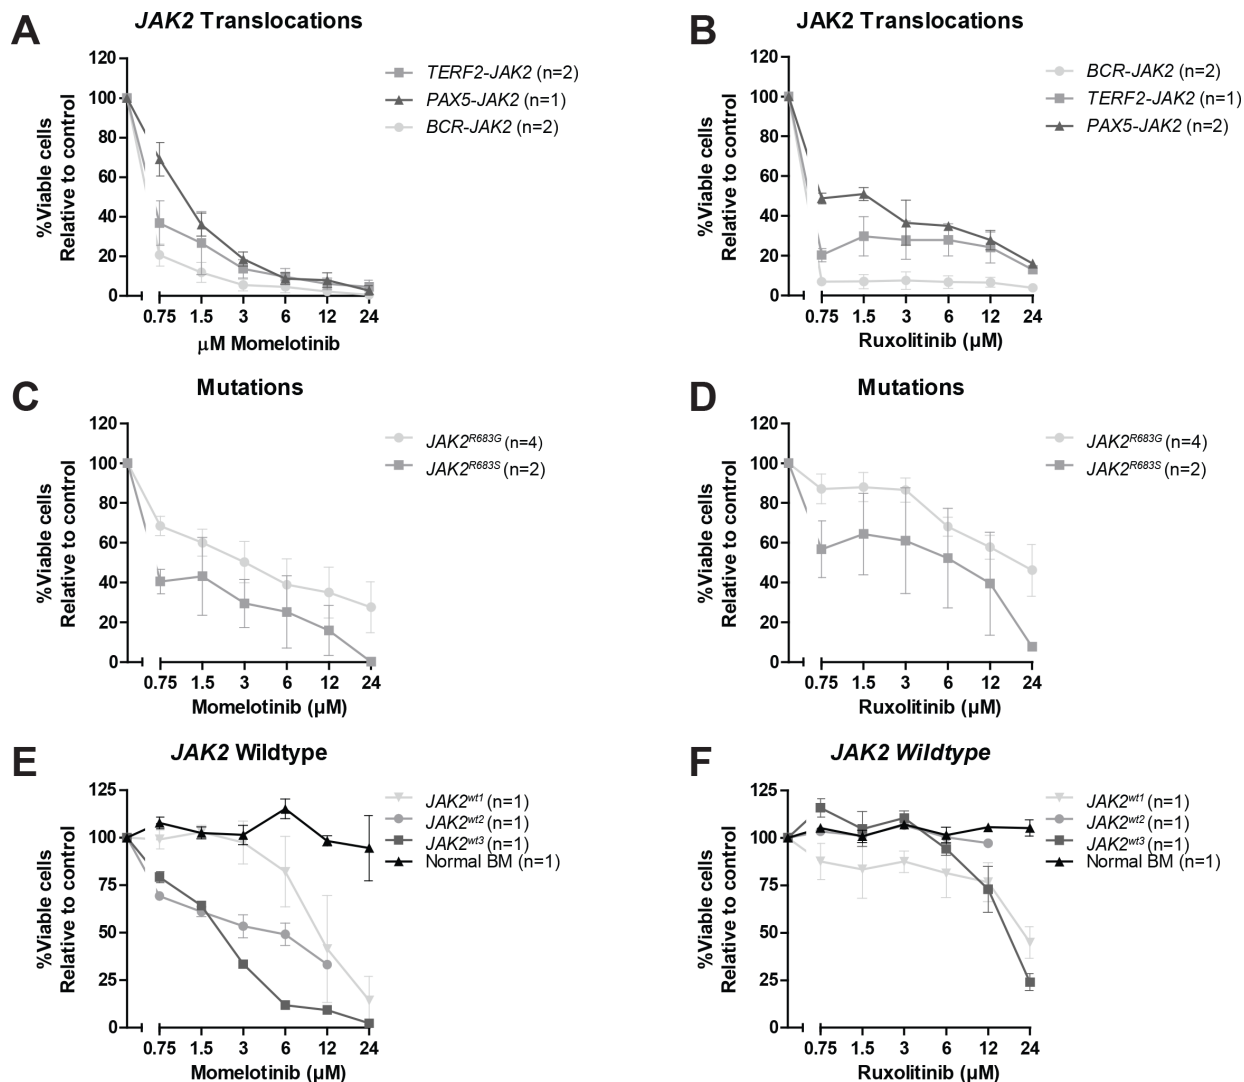 A
JAK2 Translocations
%Viable cells
Relative to control
120
100
80
60
40
20
0
0.75 1.5 3 6 12 24
µM Momelotinib
TERF2-JAK2 (n=2)
PAX5-JAK2 (n=1)
BCR-JAK2 (n=2)
B
JAK2 Translocations
%Viable cells
Relative to control
120
100
80
60
40
20
0
0.75 1.5 3 6 12 24
Ruxolitinib (µM)
BCR-JAK2 (n=2)
TERF2-JAK2 (n=1)
PAX5-JAK2 (n=2)
C
Mutations
%Viable cells
Relative to control
120
100
80
60
40
20
0
0.75 1.5 3 6 12 24
Momelotinib (µM)
JAK2R683G (n=4)
JAK2R683S (n=2)
D
Mutations
%Viable cells
Relative to control
120
100
80
60
40
20
0
0.75 1.5 3 6 12 24
Ruxolitinib (µM)
JAK2R683G (n=4)
JAK2R683S (n=2)
E
JAK2 Wildtype
%Viable cells
Relative to control
125
100
75
50
25
0
0.75 1.5 3 6 12 24
Momelotinib (µM)
JAK2wt1 (n=1)
JAK2wt2 (n=1)
JAK2wt3 (n=1)
Normal BM (n=1)
F
JAK2 Wildtype
%Viable cells
Relative to control
125
100
75
50
25
0
0.75 1.5 3 6 12 24
Ruxolitinib (µM)
JAK2wt1 (n=1)
JAK2wt2 (n=1)
JAK2wt3 (n=1)
Normal BM (n=1)